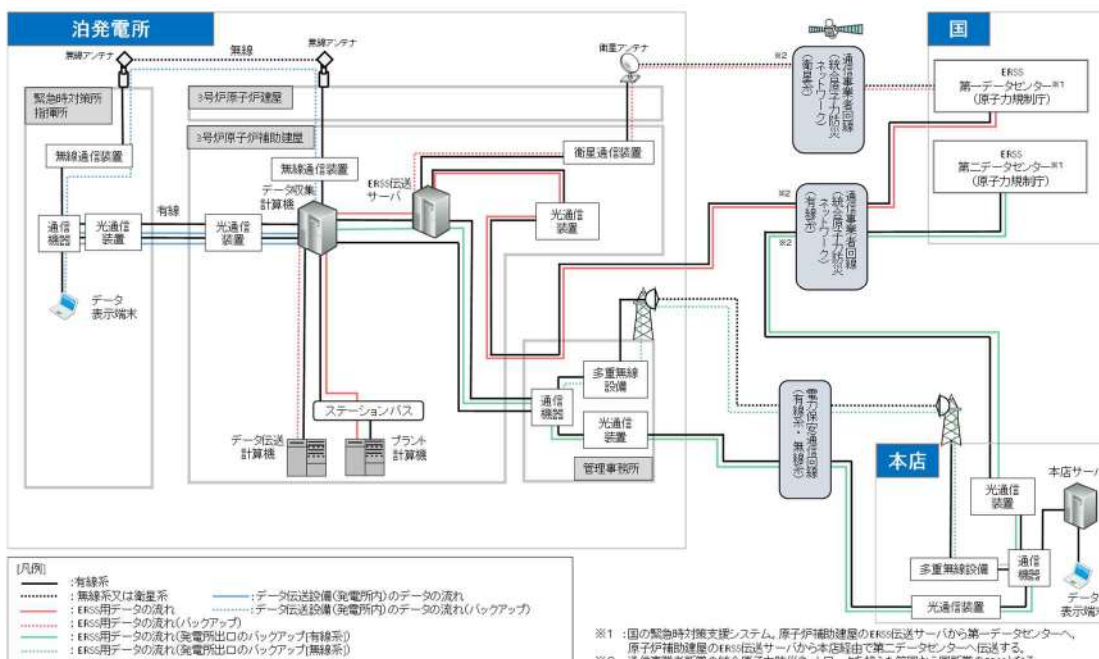 泊発電所
無線アンテナ
無線
無線アンテナ
衛星アンテナ
緊急時対策所
指揮所
3号炉原子炉建屋
3号炉原子炉補助建屋
無線通信装置
無線通信装置
衛星通信装置
データ収集
計算機
ERSS伝送
サーバ
有線
通信
機器
光通信
装置
光通信
装置
光通信
装置
データ
表示端末
ステーションバス
データ伝送
計算機
プラント
計算機
多重無線
設備
通信
機器
光通信
装置
管理事務所
※2
通信事業者回線
(統合原子力防災
ネットワーク)
(衛星系)
※2
※2
通信事業者回線
(統合原子力防災
ネットワーク)
(有線系)
電力保安通信回線
(有線系・無線系)
国
ERSS
第一データセンター※1
(原子力規制庁)
ERSS
第二データセンター※1
(原子力規制庁)
本店
本店サーバ
光通信
装置
多重無線設備
通信
機器
光通信装置
データ
表示端末
[凡例]
:有線系
:無線系又は衛星系
:データ伝送設備(発電所内)のデータの流れ
:ERSS用データの流れ
:データ伝送設備(発電所内)のデータの流れ(バックアップ)
:ERSS用データの流れ(バックアップ)
:ERSS用データの流れ(発電所出口のバックアップ[有線系])
:ERSS用データの流れ(発電所出口のバックアップ[無線系])
※1 :国の緊急時対策支援システム。原子炉補助建屋のERSS伝送サーバから第一データセンターへ、
原子炉補助建屋のERSS伝送サーバから本店経由で第二データセンターへ伝送する。